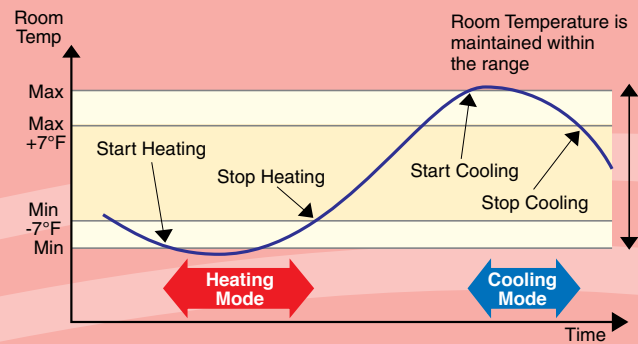 Room
Temp
Room Temperature is
maintained within
the range
Max
Max
+7°F
Start Heating
Stop Heating
Start Cooling
Stop Cooling
Min
-7°F
Min
Heating
Mode
Cooling
Mode
Time